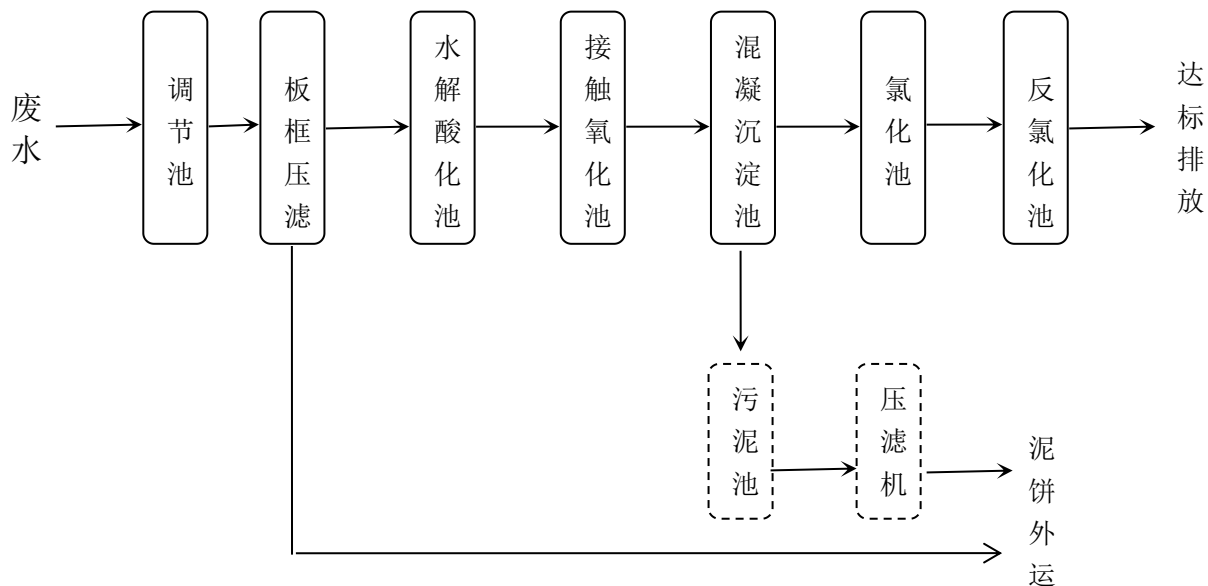 废水
调节池
板框压滤
水解酸化池
接触氧化池
混凝沉淀池
氯化池
反氯化池
达标排放
污泥池
压滤机
泥饼外运